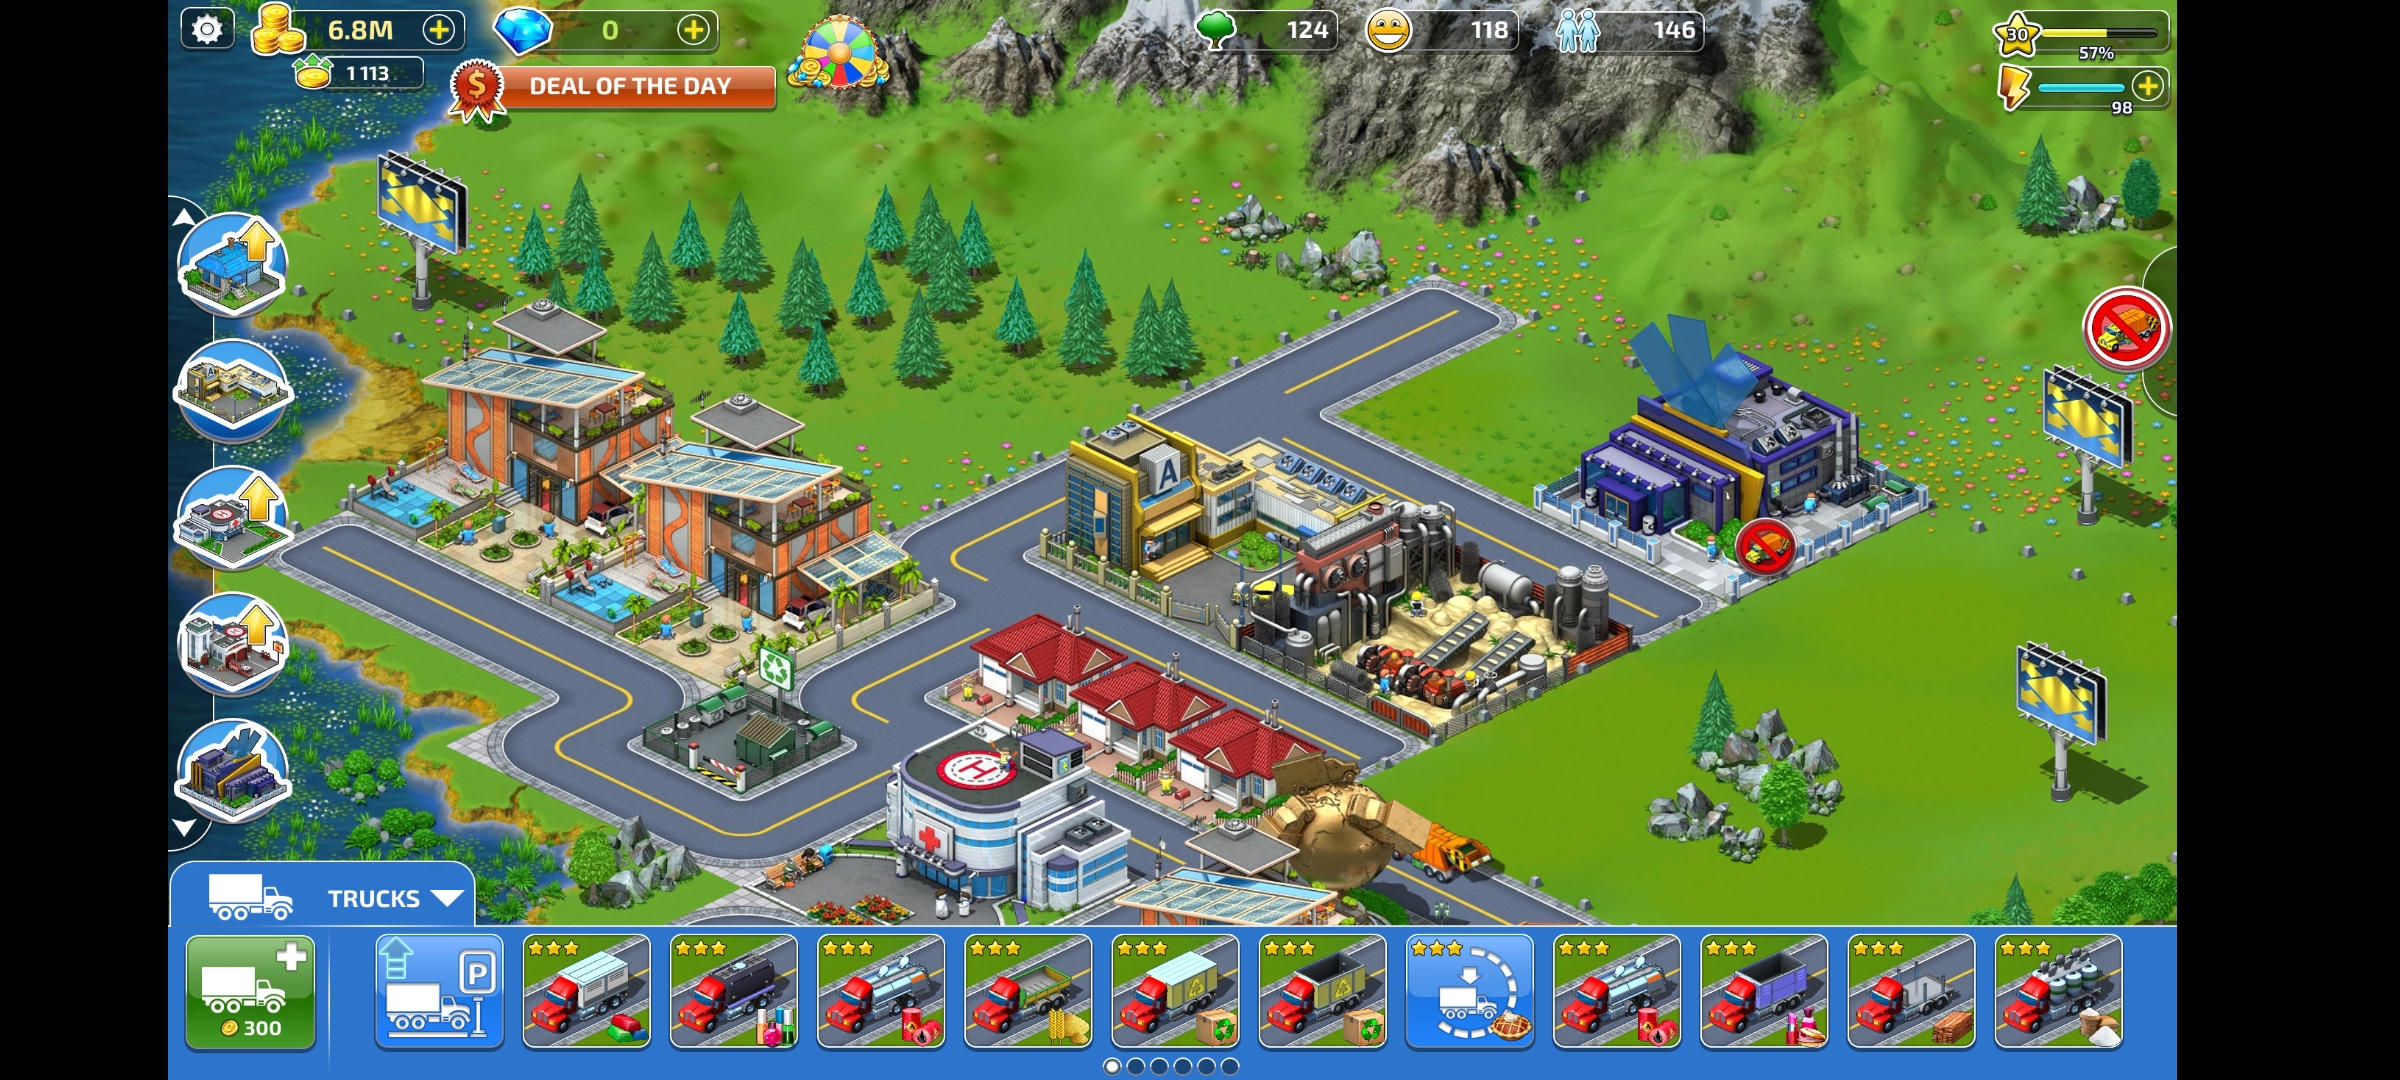 6.8M
0
124
118
146
30
57%
1 113
DEAL OF THE DAY
98
A
H
TRUCKS
P
300